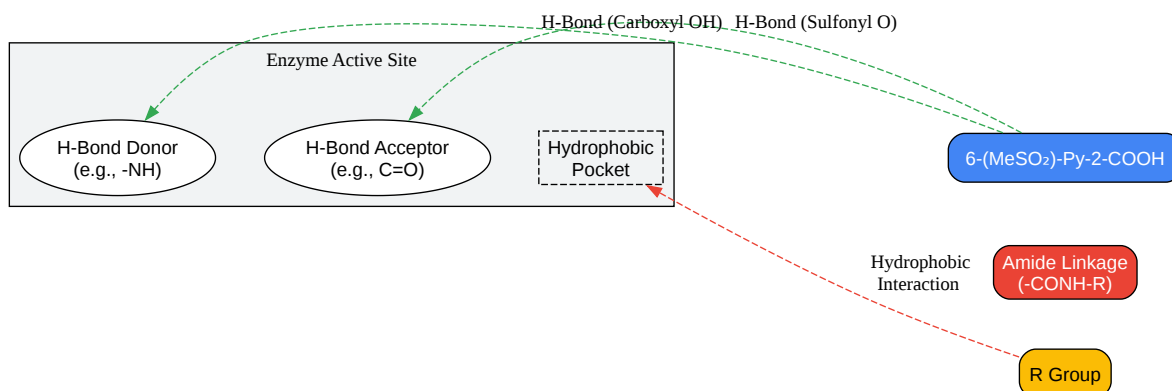 H-Bond (Carboxyl OH)
H-Bond (Sulfonyl O)
Enzyme Active Site
H-Bond Donor
(e.g., -NH)
H-Bond Acceptor
(e.g., C=O)
Hydrophobic
Pocket
6-(MeSO₂)-Py-2-COOH
Hydrophobic
Interaction
Amide Linkage
(-CONH-R)
R Group